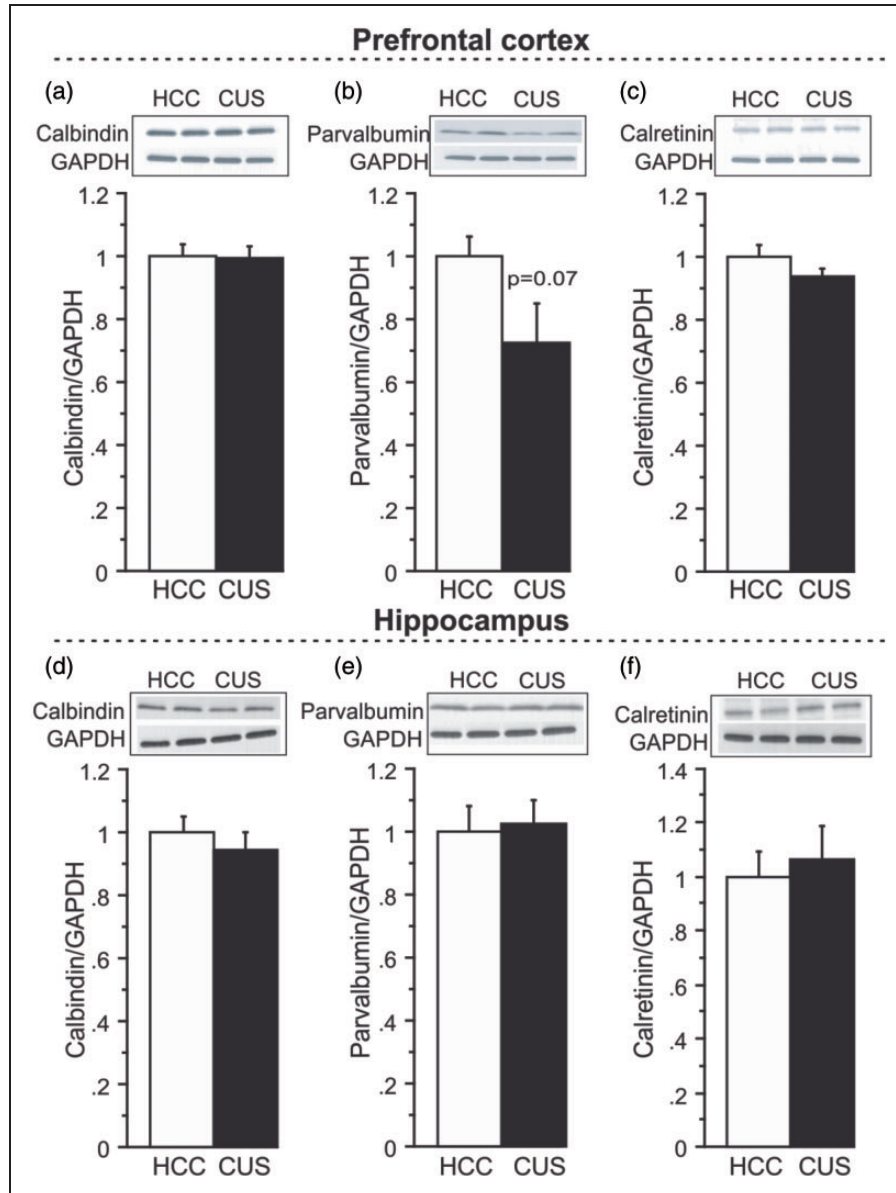 Prefrontal cortex
(a)
HCC CUS
Calbindin
GAPDH
1.2
1
.8
.6
.4
.2
0
Calbindin/GAPDH
HCC CUS
(b)
HCC CUS
Parvalbumin
GAPDH
1.2
1
.8
.6
.4
.2
0
Parvalbumin/GAPDH
p=0.07
HCC CUS
(c)
HCC CUS
Calretinin
GAPDH
1.2
1
.8
.6
.4
.2
0
Calretinin/GAPDH
HCC CUS
Hippocampus
(d)
HCC CUS
Calbindin
GAPDH
1.2
1
.8
.6
.4
.2
0
Calbindin/GAPDH
HCC CUS
(e)
HCC CUS
Parvalbumin
GAPDH
1.2
1
.8
.6
.4
.2
0
Parvalbumin/GAPDH
HCC CUS
(f)
HCC CUS
Calretinin
GAPDH
1.4
1.2
1
.8
.6
.4
.2
0
Calretinin/GAPDH
HCC CUS